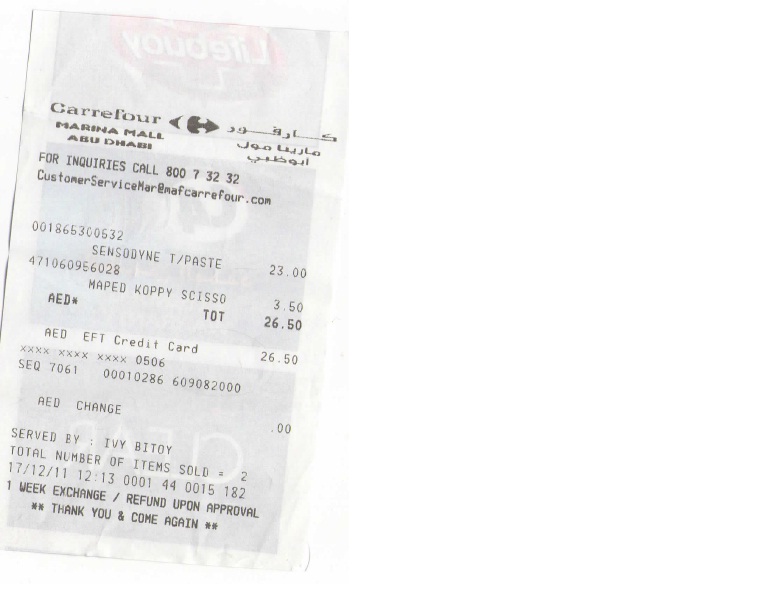 Lifebuoy
Carrefour كارفور
MARINA MALL مارينا مول
ABU DHABI ابوظبي
FOR INQUIRIES CALL 800 7 32 32
CustomerServiceMar@mafcarrefour.com
001865300532
SENSODYNE T/PASTE 23.00
471060956028
MAPED KOPPY SCISSO 3.50
AED* TOT 26.50
AED EFT Credit Card 26.50
xxxx xxxx xxxx 0506
SEQ 7061 00010286 609082000
AED CHANGE .00
SERVED BY : IVY BITOY
TOTAL NUMBER OF ITEMS SOLD = 2
17/12/11 12:13 0001 44 0015 182
1 WEEK EXCHANGE / REFUND UPON APPROVAL
** THANK YOU & COME AGAIN **